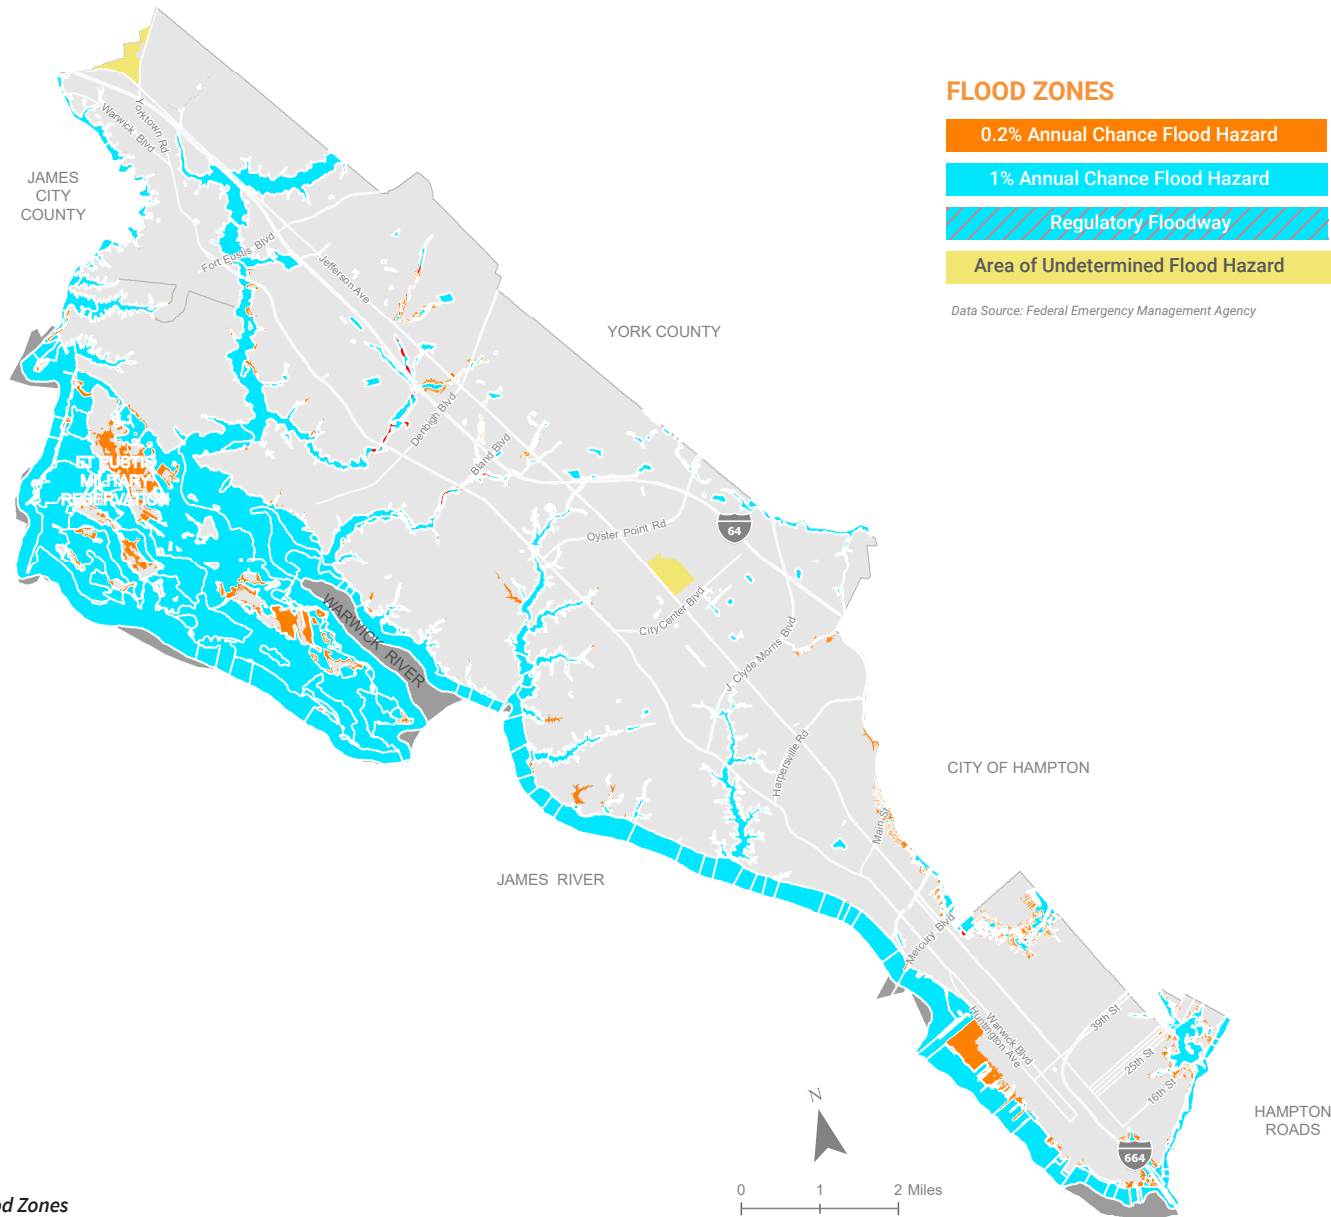 FLOOD ZONES
0.2% Annual Chance Flood Hazard
1% Annual Chance Flood Hazard
Regulatory Floodway
Area of Undetermined Flood Hazard
Data Source: Federal Emergency Management Agency
JAMES
CITY
COUNTY
Yorktown Rd
Warwick Blvd
Fort Eustis Blvd
Jefferson Ave
YORK COUNTY
Denbigh Blvd
Bland Blvd
FT EUSTIS
MILITARY
RESERVATION
Oyster Point Rd
64
WARWICK RIVER
City Center Blvd
J. Clyde Morris Blvd
Harpersville Rd
CITY OF HAMPTON
Main St
JAMES RIVER
Mercury Blvd
Warwick Blvd
Huntington Ave
39th St
25th St
16th St
HAMPTON
ROADS
664
N
0 1 2 Miles
od Zones